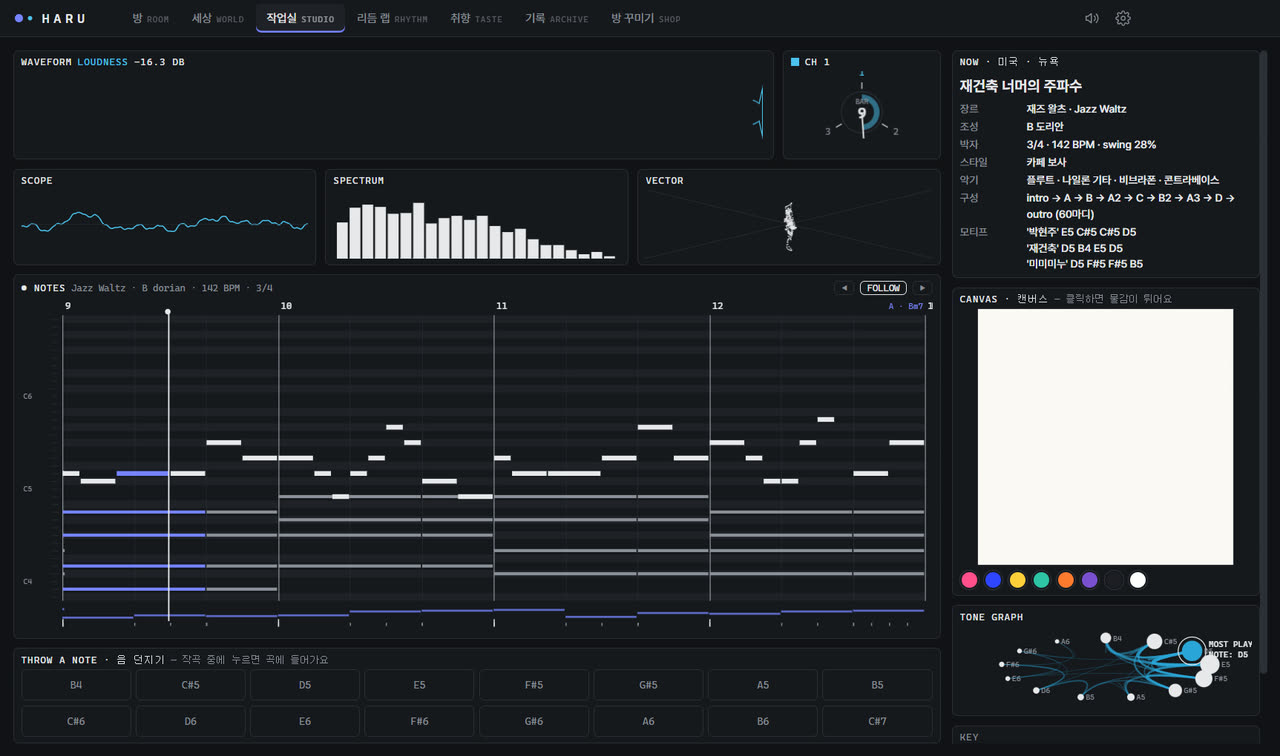 HARU
방 ROOM
세상 WORLD
작업실 STUDIO
리듬 랩 RHYTHM
취향 TASTE
기록 ARCHIVE
방 꾸미기 SHOP
WAVEFORM LOUDNESS -16.3 DB
CH 1
1
BAR
9
3
2
SCOPE
SPECTRUM
VECTOR
NOTES Jazz Waltz · B dorian · 142 BPM · 3/4
◀ FOLLOW ▶
9
10
11
12
A · Bm7
C6
C5
C4
THROW A NOTE · 음 던지기 — 작곡 중에 누르면 곡에 들어가요
B4 C#5 D5 E5 F#5 G#5 A5 B5
C#6 D6 E6 F#6 G#6 A6 B6 C#7
NOW · 미국 · 뉴욕
재건축 너머의 주파수
장르 재즈 왈츠 · Jazz Waltz
조성 B 도리안
박자 3/4 · 142 BPM · swing 28%
스타일 카페 보사
악기 플루트 · 나일론 기타 · 비브라폰 · 콘트라베이스
구성 intro → A → B → A2 → C → B2 → A3 → D →
outro (60마디)
모티프 '박현주' E5 C#5 C#5 D5
'재건축' D5 B4 E5 D5
'미미미누' D5 F#5 F#5 B5
CANVAS · 캔버스 — 클릭하면 물감이 튀어요
TONE GRAPH
A6
B4
C#5
MOST PLAY
NOTE: D5
G#6
E5
F#6
E6
F#5
D6
B5
A5
G#5
KEY